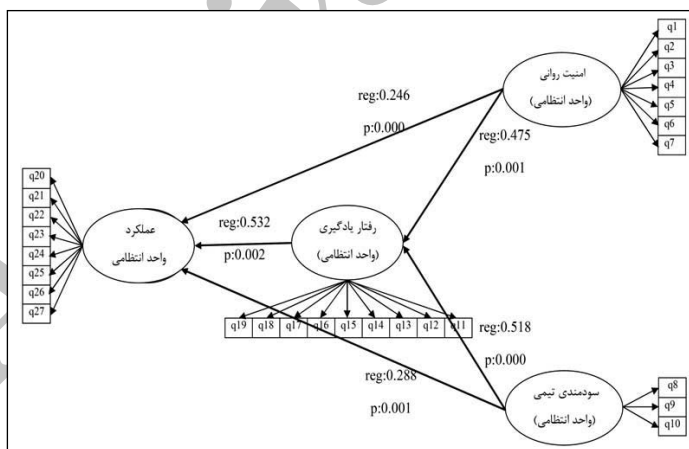 q1
q2
q3
q4
q5
q6
q7
امنیت روانی
(واحد انتظامی)
reg:0.246
p:0.000
reg:0.475
p:0.001
q20
q21
q22
q23
q24
q25
q26
q27
عملکرد
واحد انتظامی
reg:0.532
p:0.002
رفتار یادگیری
(واحد انتظامی)
q19 q18 q17 q16 q15 q14 q13 q12 q11
reg:0.518
p:0.000
reg:0.288
p:0.001
سودمندی تیمی
(واحد انتظامی)
q8
q9
q10